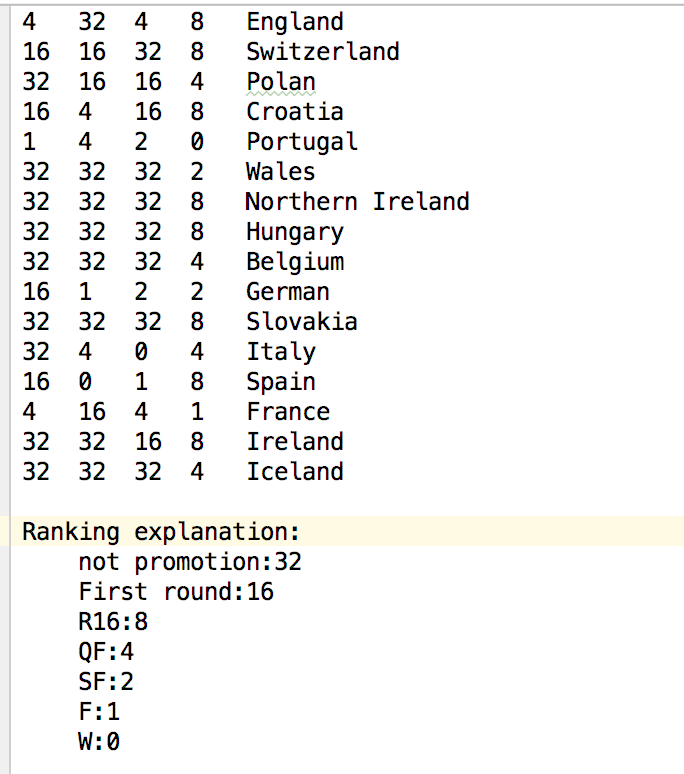 4 32 4 8 England
16 16 32 8 Switzerland
32 16 16 4 Polan
16 4 16 8 Croatia
1 4 2 0 Portugal
32 32 32 2 Wales
32 32 32 8 Northern Ireland
32 32 32 8 Hungary
32 32 32 4 Belgium
16 1 2 2 German
32 32 32 8 Slovakia
32 4 0 4 Italy
16 0 1 8 Spain
4 16 4 1 France
32 32 16 8 Ireland
32 32 32 4 Iceland
Ranking explanation:
not promotion:32
First round:16
R16:8
QF:4
SF:2
F:1
W:0